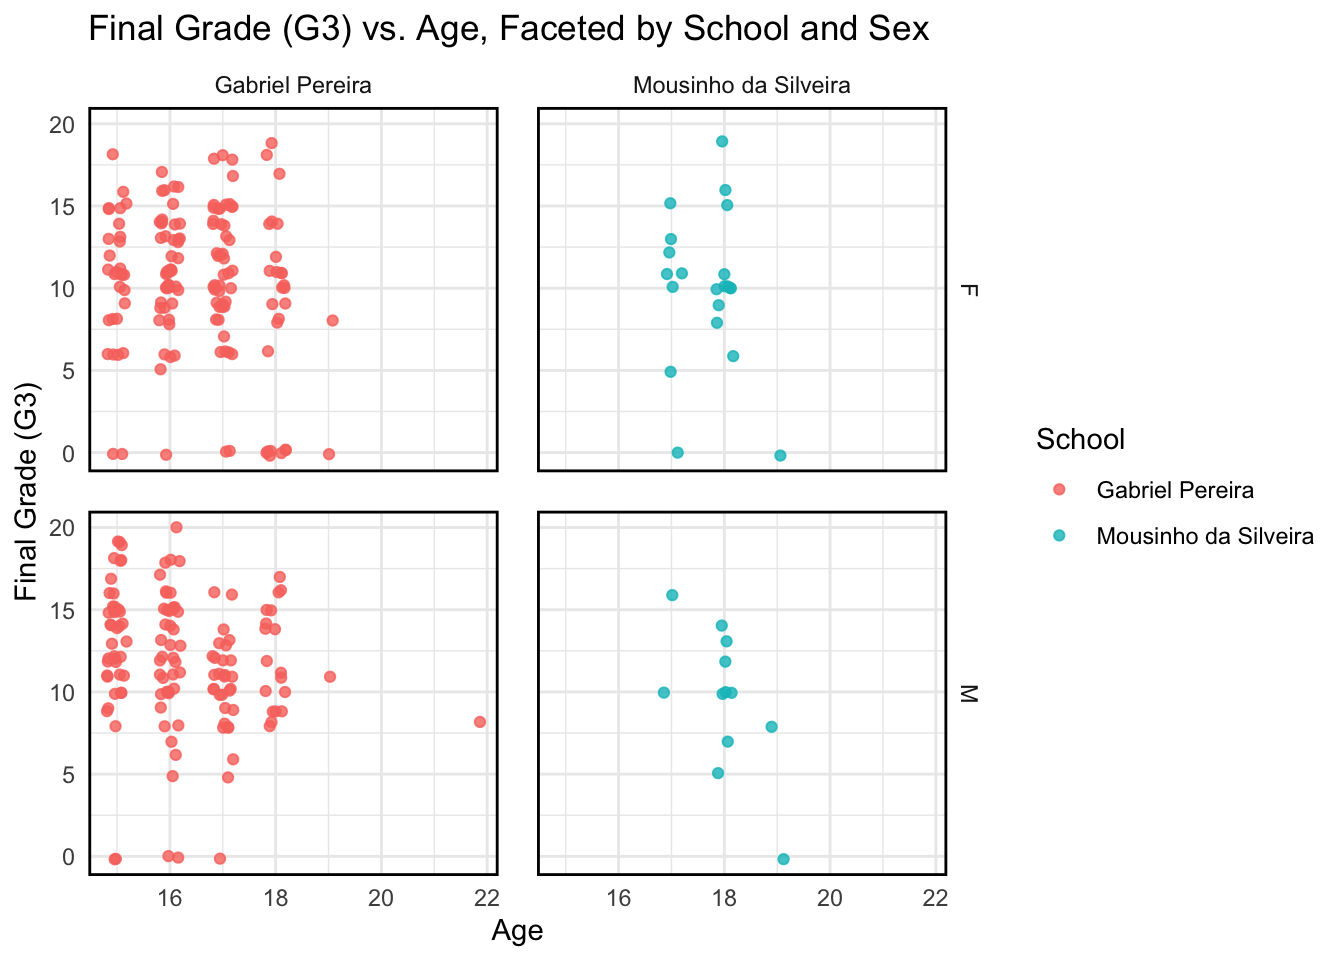 Final Grade (G3) vs. Age, Faceted by School and Sex
Gabriel Pereira
Mousinho da Silveira
20
15
10
5
0
F
20
15
10
5
0
M
Final Grade (G3)
16
18
20
22
16
18
20
22
Age
School
Gabriel Pereira
Mousinho da Silveira